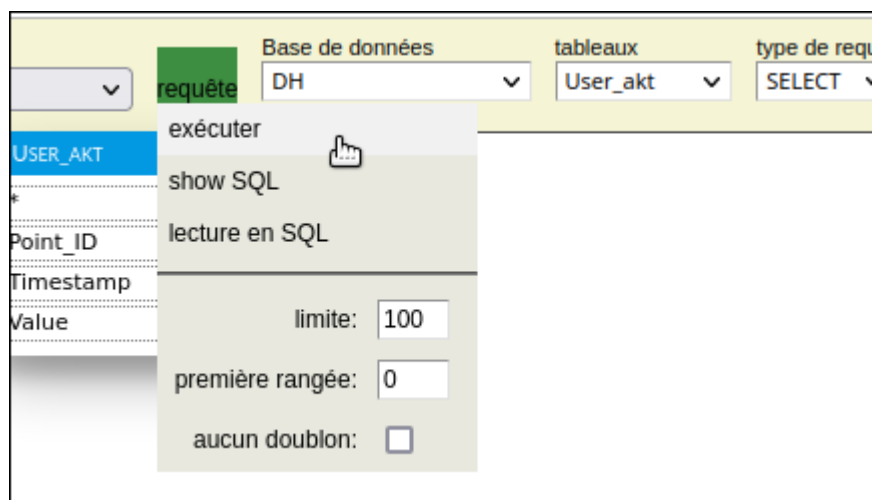 Base de données
tableaux
type de requ
requête
DH
User_akt
SELECT
exécuter
USER_AKT
*
show SQL
Point_ID
lecture en SQL
Timestamp
Value
limite: 100
première rangée: 0
aucun doublon: